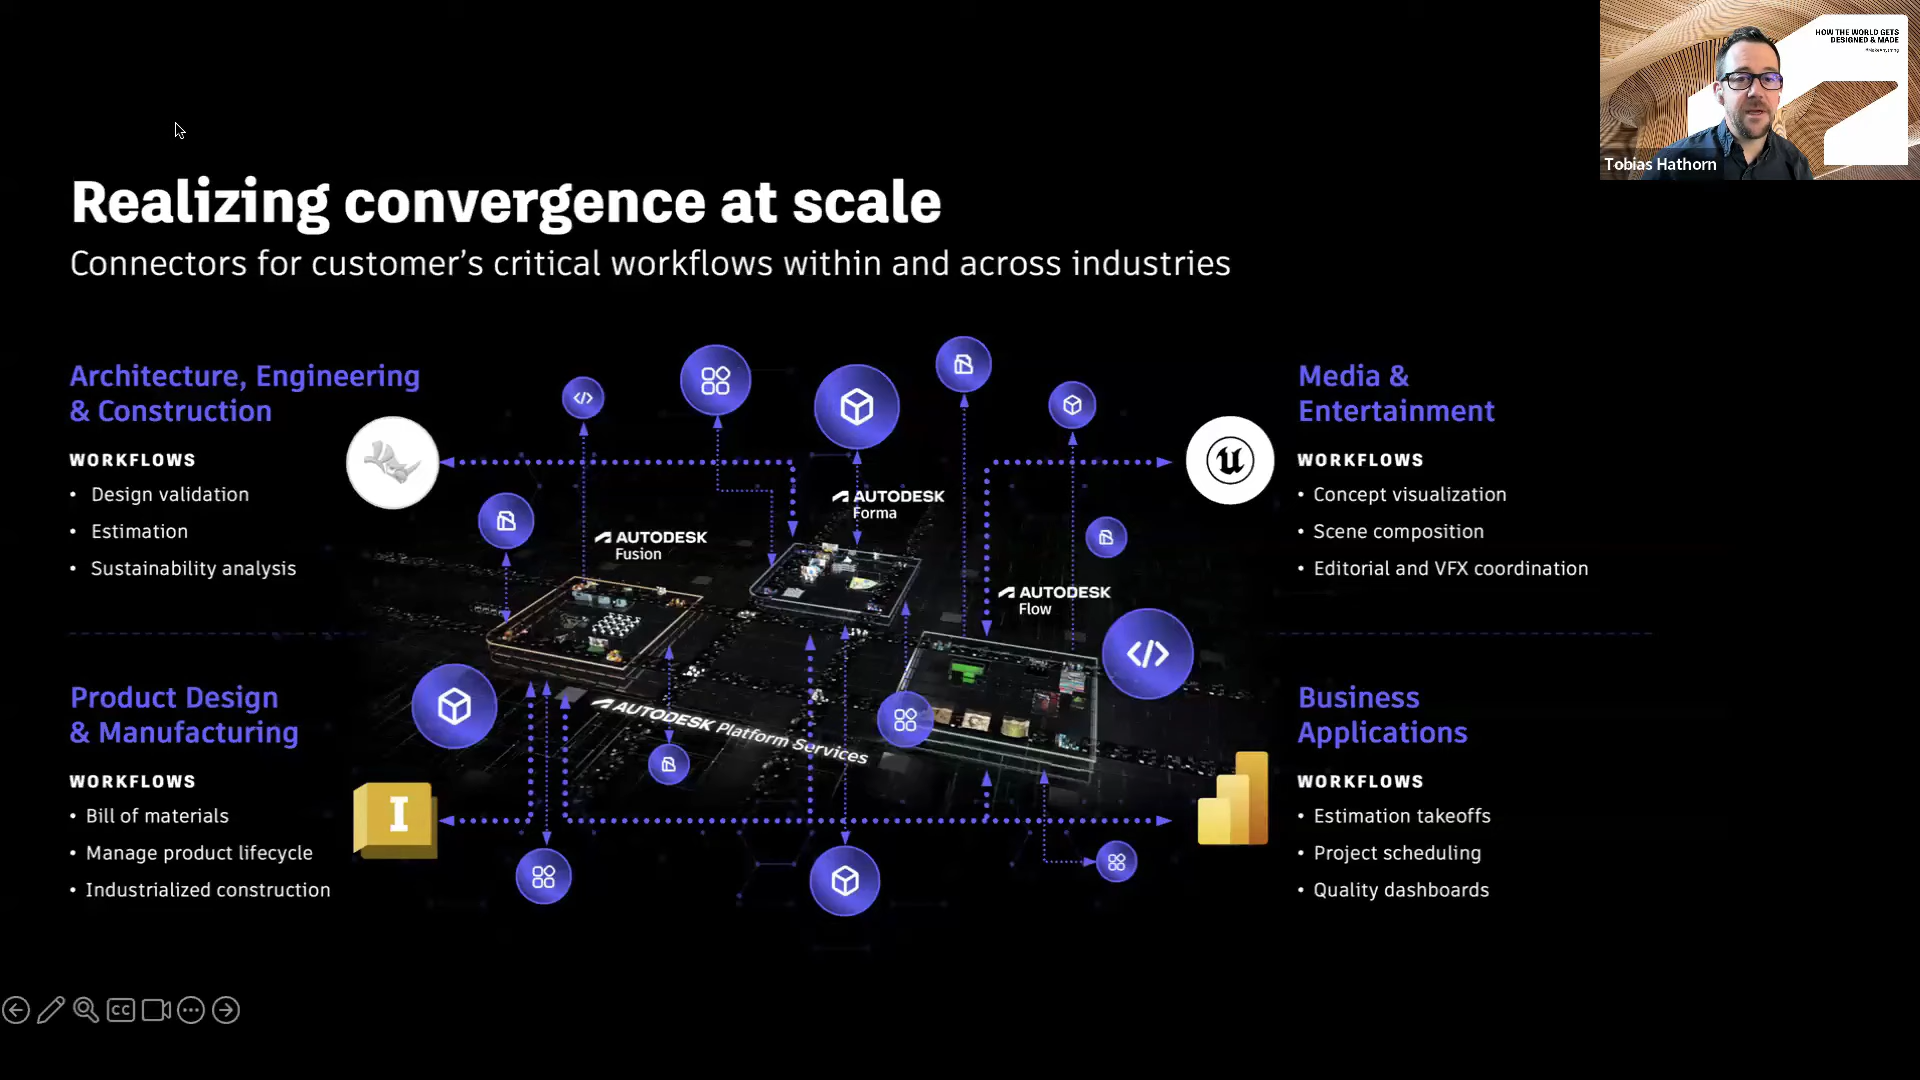 HOW THE WORLD GETS
DESIGNED & MADE
Tobias Hathorn
Realizing convergence at scale
Connectors for customer’s critical workflows within and across industries
Architecture, Engineering
& Construction
WORKFLOWS
• Design validation
• Estimation
• Sustainability analysis
Product Design
& Manufacturing
WORKFLOWS
• Bill of materials
• Manage product lifecycle
• Industrialized construction
AUTODESK
Fusion
AUTODESK
Forma
AUTODESK
Flow
AUTODESK Platform Services
I
Media &
Entertainment
WORKFLOWS
• Concept visualization
• Scene composition
• Editorial and VFX coordination
Business
Applications
WORKFLOWS
• Estimation takeoffs
• Project scheduling
• Quality dashboards
CC